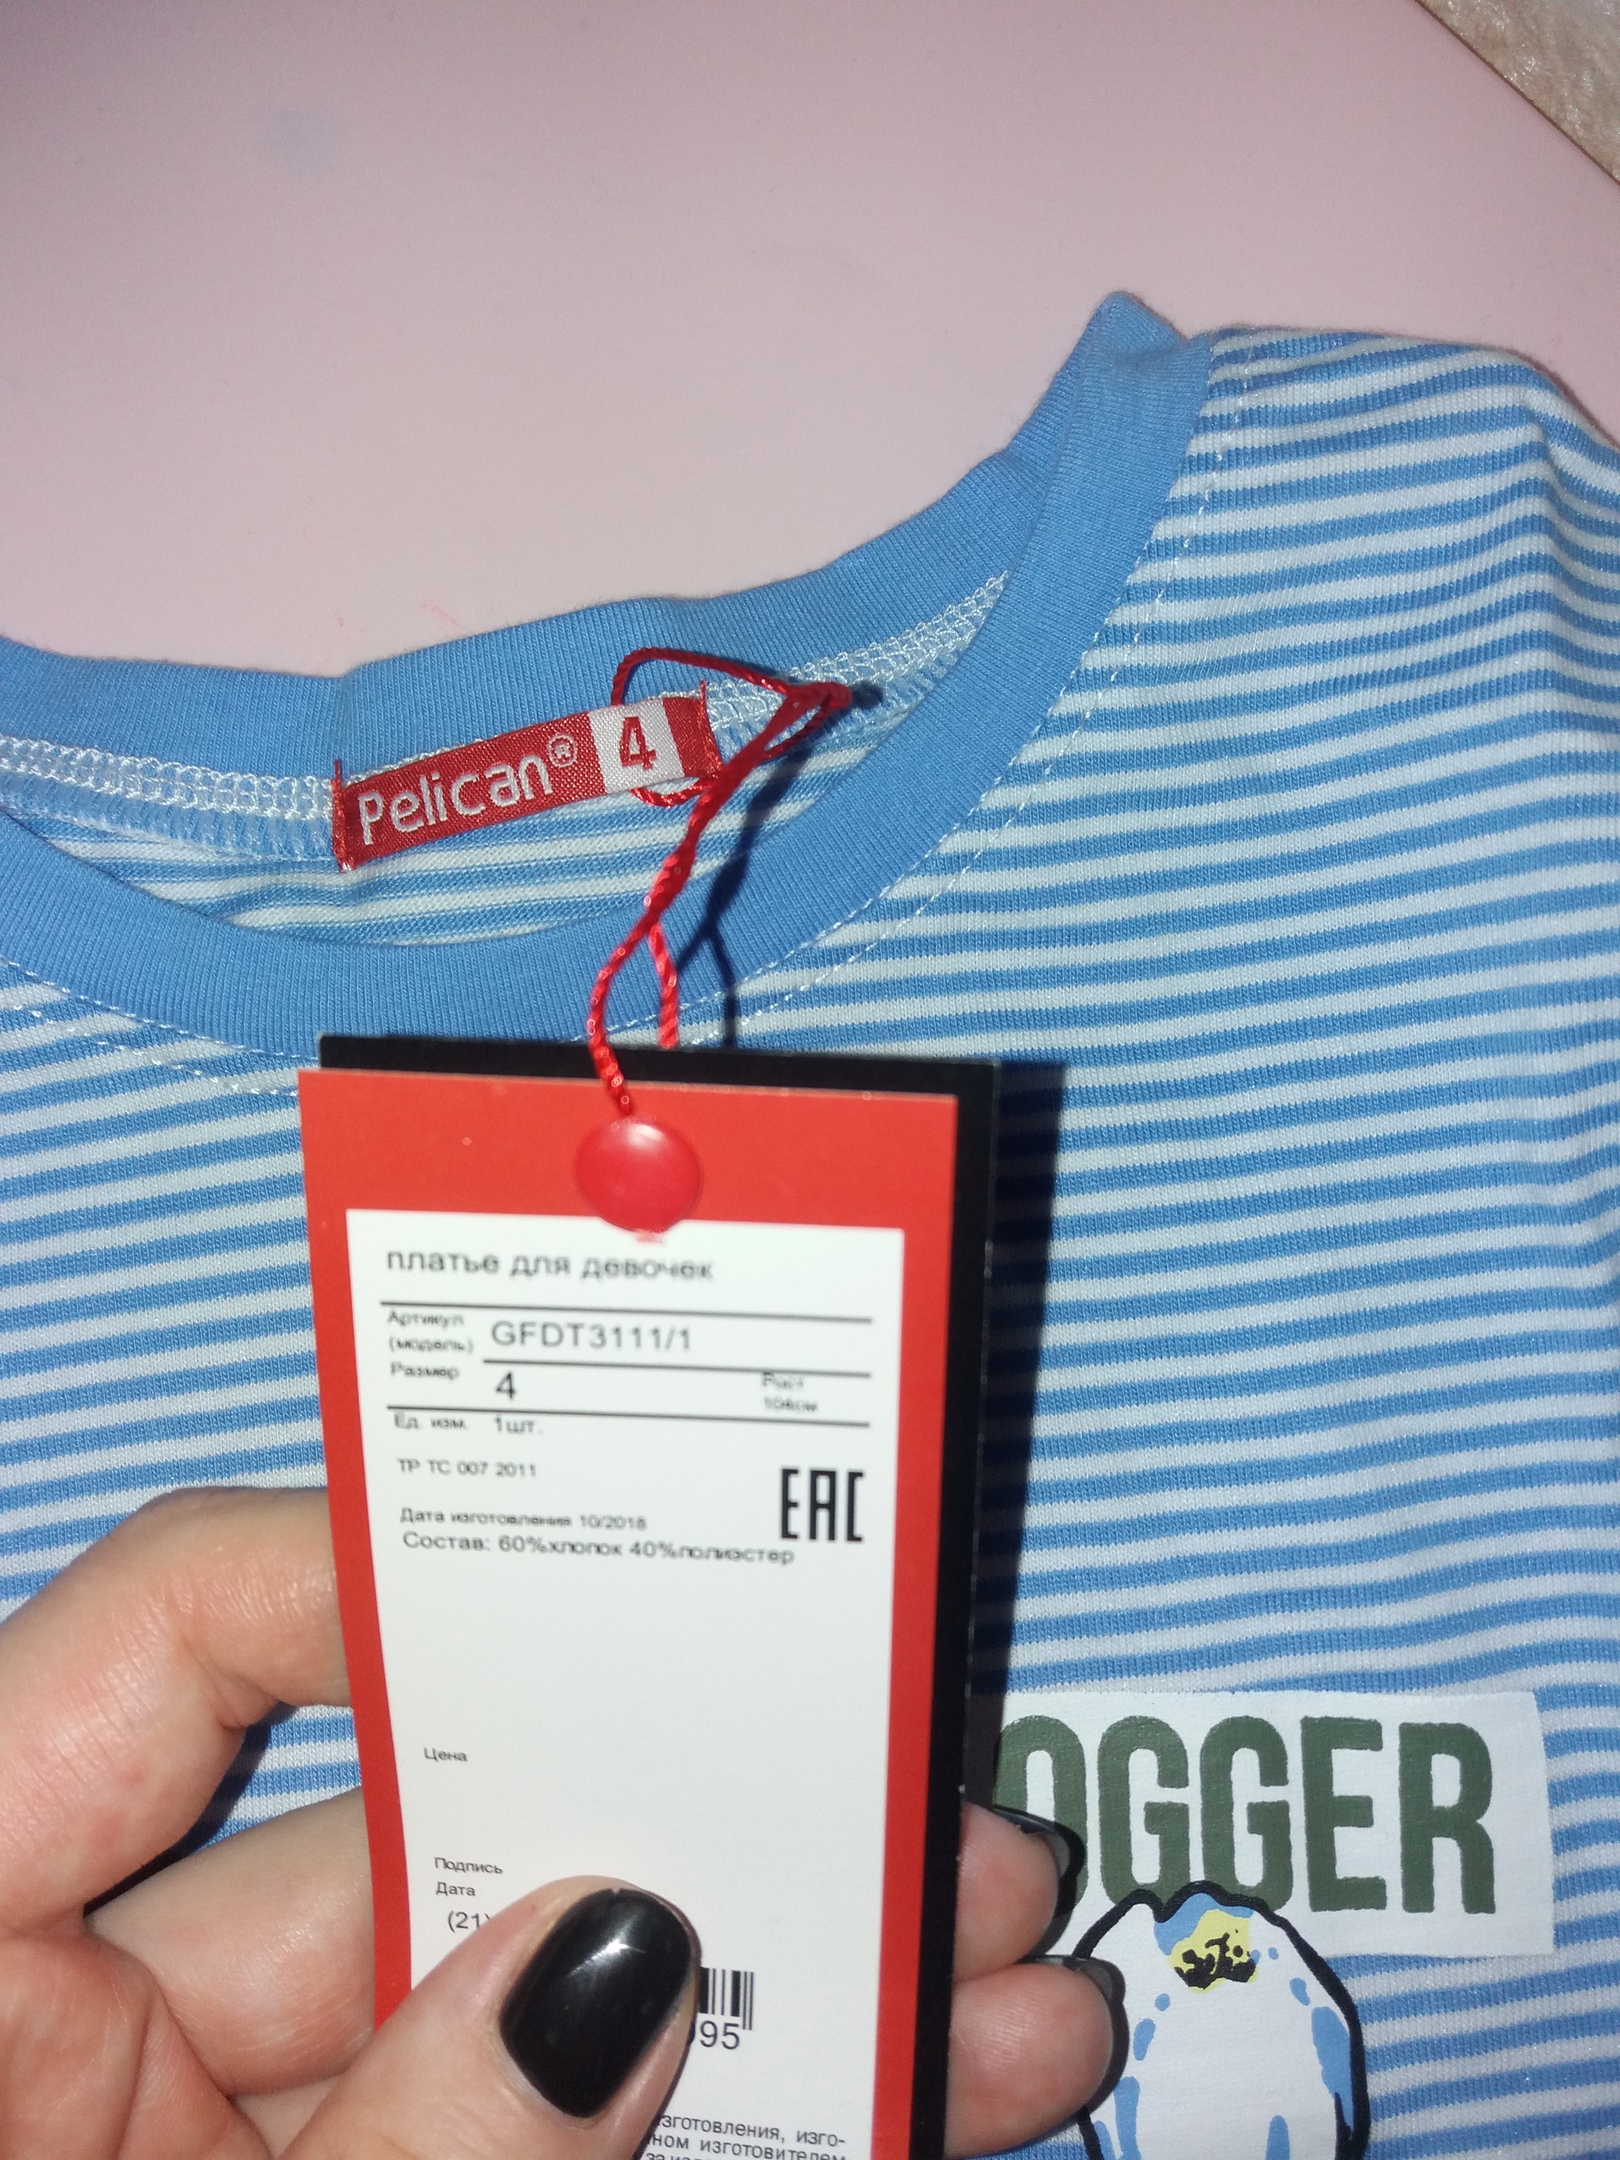 Pelican® 4
платье для девочек
Артикул
(модель) GFDT3111/1
Размер 4 Рост
104см
Ед. изм. 1шт.
ТР ТС 007 2011
EAC
Дата изготовления 10/2018
Состав: 60%хлопок 40%полиэстер
OGGER
Цена
Подпись
Дата
(21)
95
зготовления, изго-
ном изготовителем